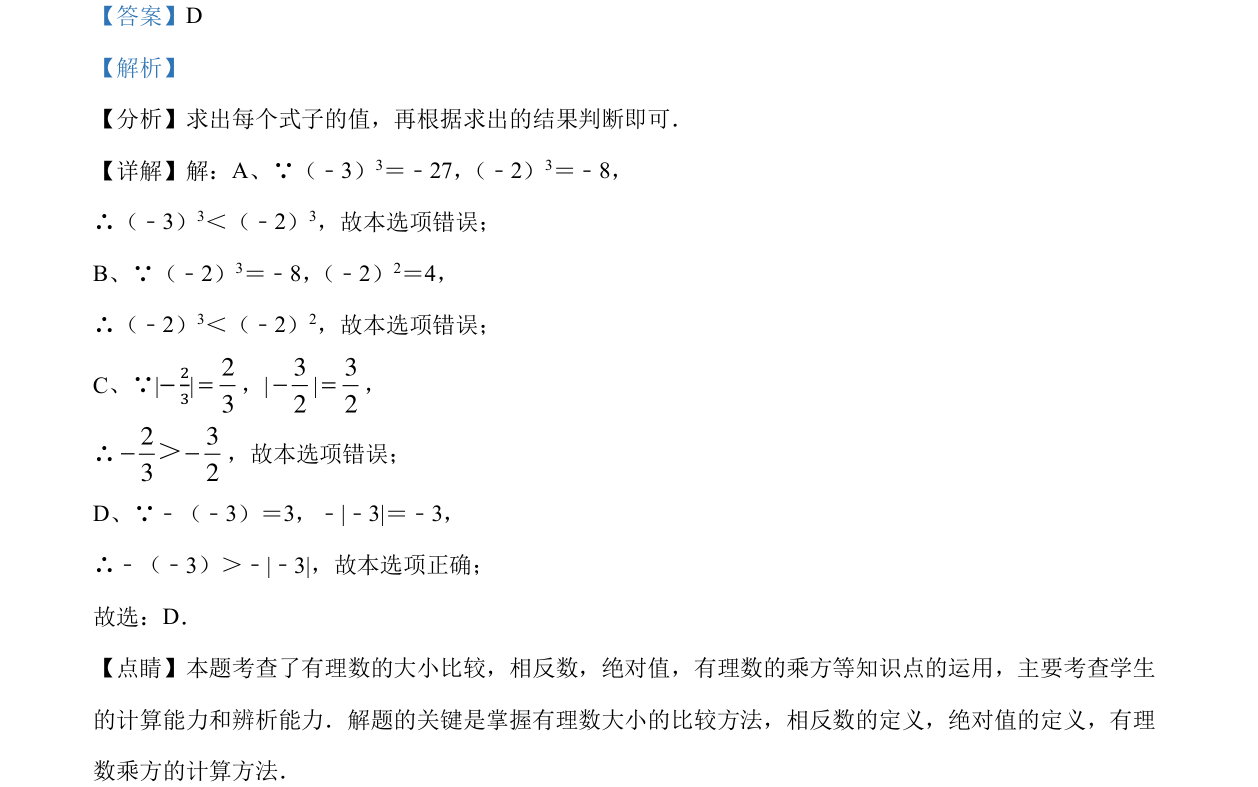 【答案】D
【解析】
【分析】求出每个式子的值，再根据求出的结果判断即可．
【详解】解：A、∵（﹣3）³＝﹣27，（﹣2）³＝﹣8，
∴（﹣3）³＜（﹣2）³，故本选项错误；
B、∵（﹣2）³＝﹣8，（﹣2）²＝4，
∴（﹣2）³＜（﹣2）²，故本选项错误；
C、∵|−2/3|=2/3，|−3/2|=3/2，
∴−2/3＞−3/2，故本选项错误；
D、∵﹣（﹣3）＝3，﹣|﹣3|＝﹣3，
∴﹣（﹣3）＞﹣|﹣3|，故本选项正确；
故选：D．
【点睛】本题考查了有理数的大小比较，相反数，绝对值，有理数的乘方等知识点的运用，主要考查学生
的计算能力和辨析能力．解题的关键是掌握有理数大小的比较方法，相反数的定义，绝对值的定义，有理
数乘方的计算方法．